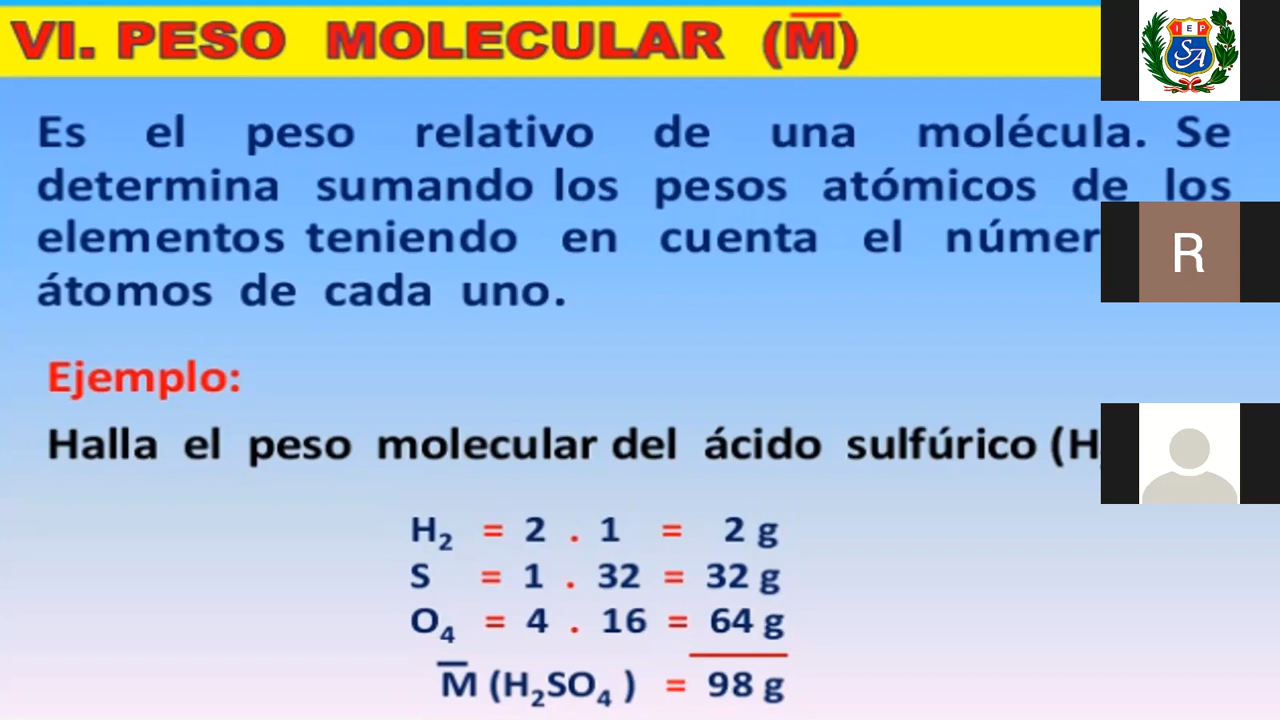 VI. PESO MOLECULAR (M̅)
Es el peso relativo de una molécula. Se
determina sumando los pesos atómicos de los
elementos teniendo en cuenta el númer
átomos de cada uno.
Ejemplo:
Halla el peso molecular del ácido sulfúrico (H
H₂ = 2 . 1 = 2 g
S = 1 . 32 = 32 g
O₄ = 4 . 16 = 64 g
M̅ (H₂SO₄ ) = 98 g
I E P
SA
R